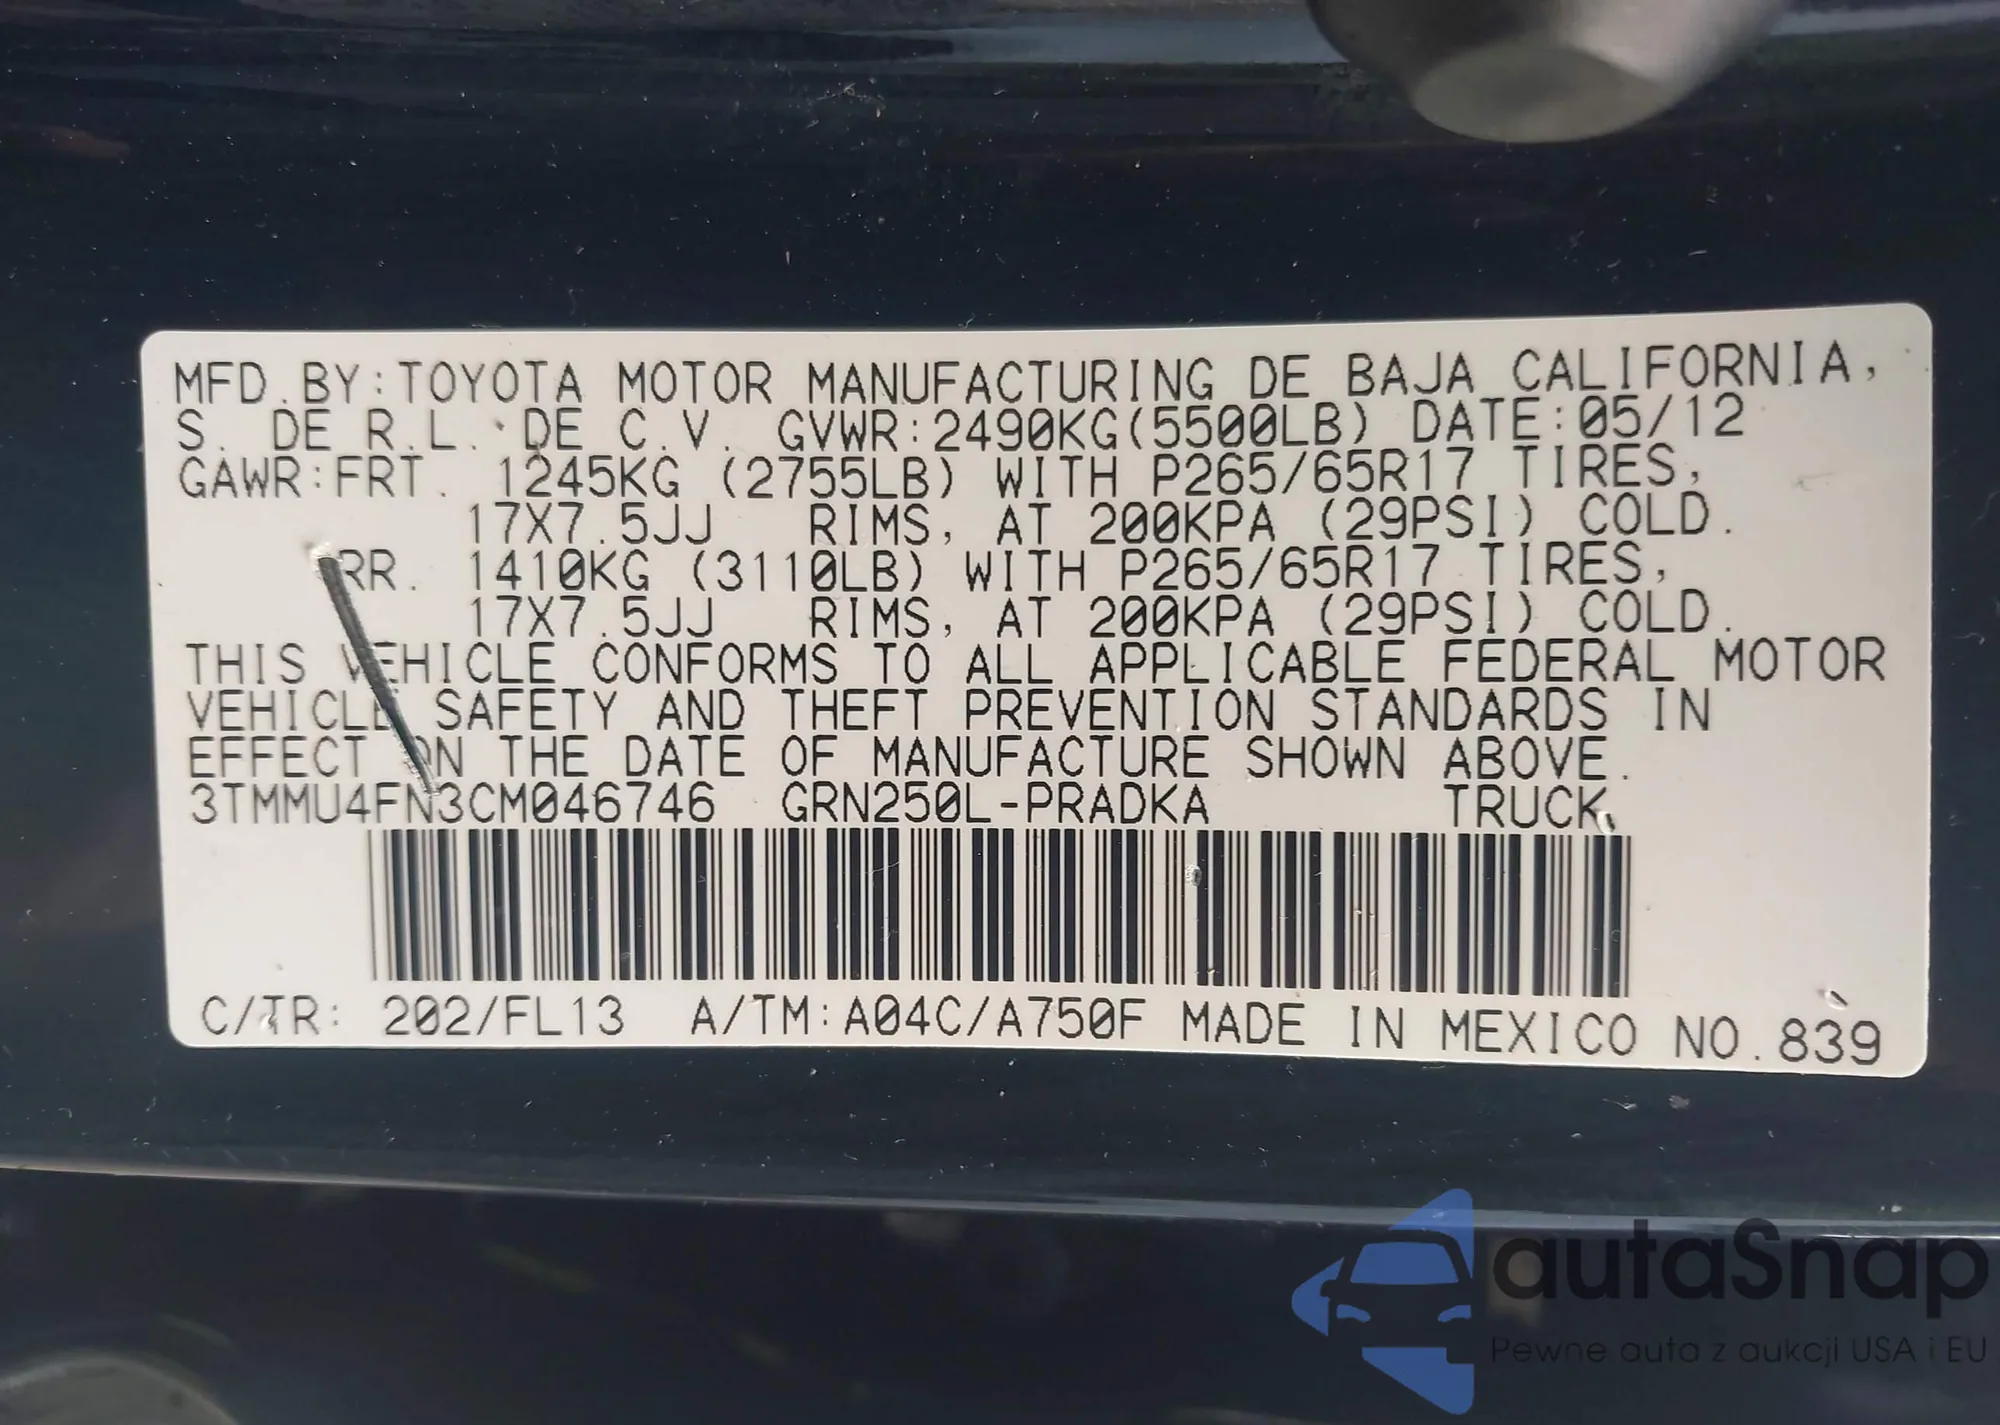 MFD.BY:TOYOTA MOTOR MANUFACTURING DE BAJA CALIFORNIA,
S. DE R.L. DE C.V. GVWR:2490KG(5500LB) DATE:05/12
GAWR:FRT. 1245KG (2755LB) WITH P265/65R17 TIRES,
17X7.5JJ RIMS, AT 200KPA (29PSI) COLD.
RR. 1410KG (3110LB) WITH P265/65R17 TIRES,
17X7.5JJ RIMS, AT 200KPA (29PSI) COLD.
THIS VEHICLE CONFORMS TO ALL APPLICABLE FEDERAL MOTOR
VEHICLE SAFETY AND THEFT PREVENTION STANDARDS IN
EFFECT ON THE DATE OF MANUFACTURE SHOWN ABOVE.
3TMMU4FN3CM046746 GRN250L-PRADKA TRUCK
C/TR: 202/FL13 A/TM:A04C/A750F MADE IN MEXICO NO.839
autaSnap
Pewne auta z aukcji USA i EU